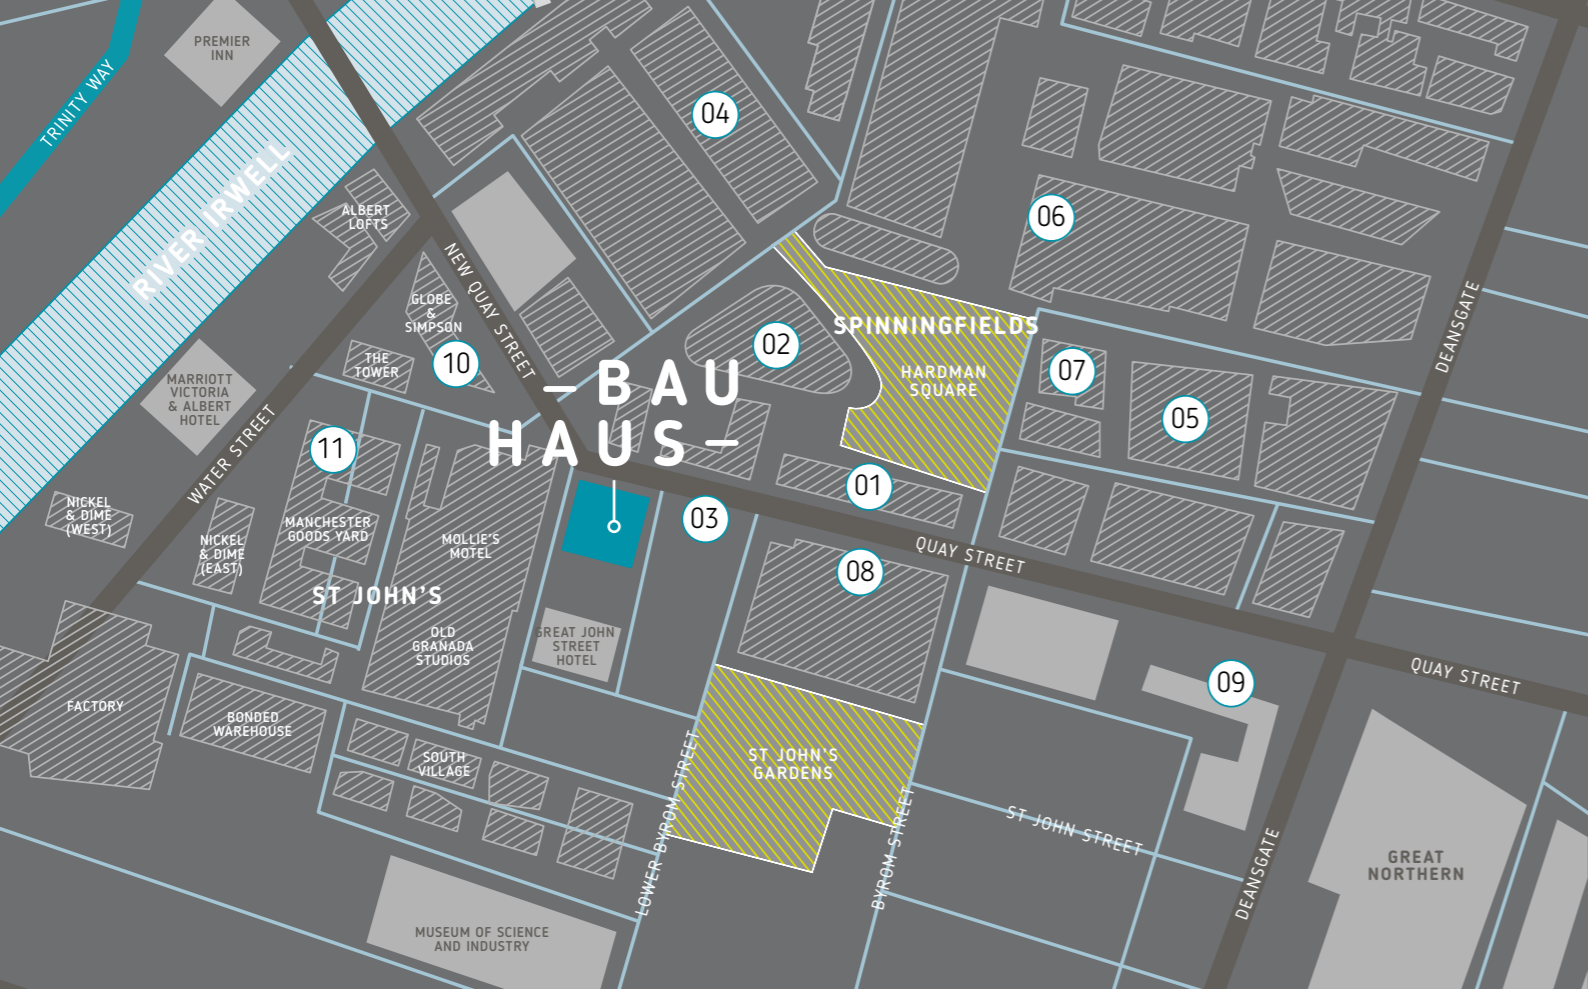 PREMIER
INN
TRINITY WAY
RIVER IRWELL
ALBERT
LOFTS
04
06
NEW QUAY STREET
GLOBE
&
SIMPSON
10
THE
TOWER
MARRIOTT
VICTORIA
& ALBERT
HOTEL
WATER STREET
02
SPINNINGFIELDS
HARDMAN
SQUARE
07
05
DEANSGATE
–BAU
HAUS–
11
01
03
08
QUAY STREET
NICKEL
& DIME
(WEST)
NICKEL
& DIME
(EAST)
MANCHESTER
GOODS YARD
MOLLIE'S
MOTEL
ST JOHN'S
OLD
GRANADA
STUDIOS
GREAT JOHN
STREET
HOTEL
09
QUAY STREET
FACTORY
BONDED
WAREHOUSE
SOUTH
VILLAGE
ST JOHN'S
GARDENS
LOWER BYROM STREET
BYROM STREET
ST JOHN STREET
DEANSGATE
GREAT
NORTHERN
MUSEUM OF SCIENCE
AND INDUSTRY